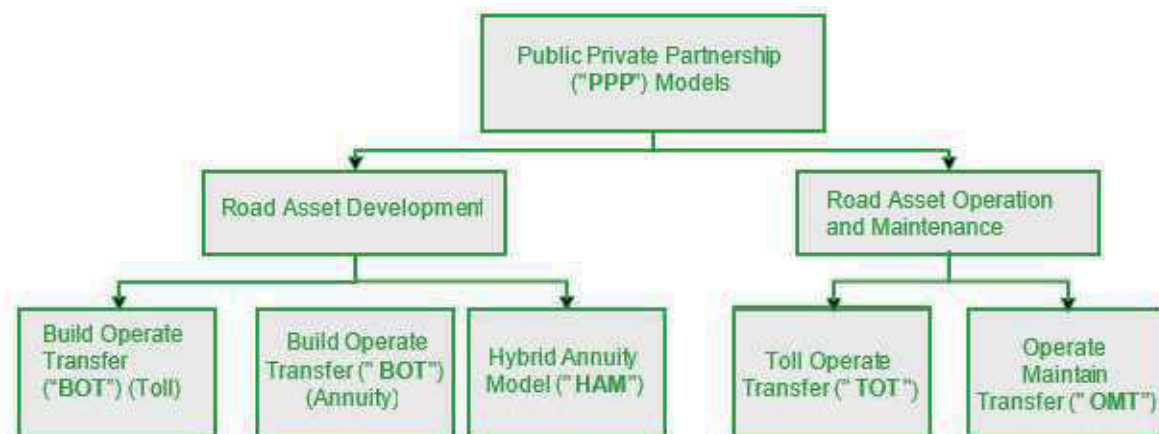 Public Private Partnership
("PPP") Models
Road Asset Development
Road Asset Operation
and Maintenance
Build Operate
Transfer
("BOT") (Toll)
Build Operate
Transfer (" BOT")
(Annuity)
Hybrid Annuity
Model (" HAM")
Toll Operate
Transfer (" TOT")
Operate
Maintain
Transfer (" OMT")